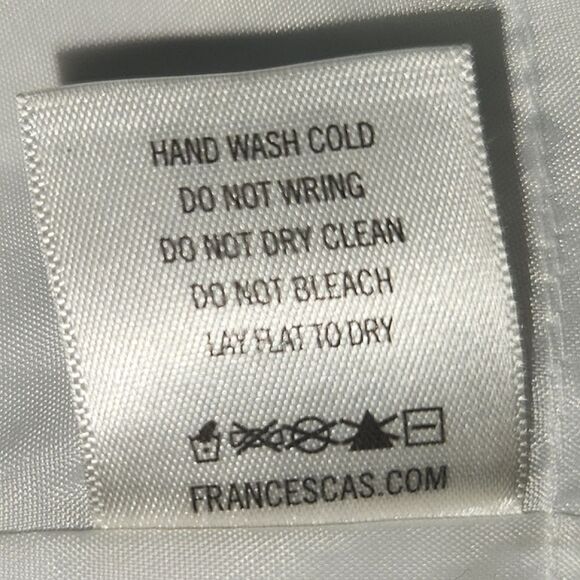 HAND WASH COLD
DO NOT WRING
DO NOT DRY CLEAN
DO NOT BLEACH
LAY FLAT TO DRY
FRANCESCAS.COM